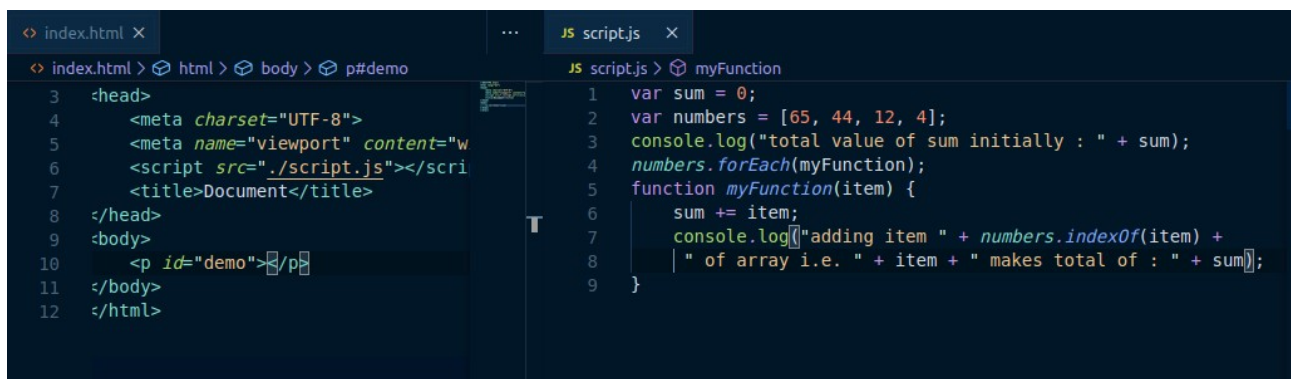 index.html
...
index.html > html > body > p#demo
3 <head>
4 <meta charset="UTF-8">
5 <meta name="viewport" content="w
6 <script src="./script.js"></scri
7 <title>Document</title>
8 </head>
9 <body>
10 <p id="demo"></p>
11 </body>
12 </html>
JS script.js
JS script.js > myFunction
1 var sum = 0;
2 var numbers = [65, 44, 12, 4];
3 console.log("total value of sum initially : " + sum);
4 numbers.forEach(myFunction);
5 function myFunction(item) {
6 sum += item;
7 console.log("adding item " + numbers.indexOf(item) +
8 " of array i.e. " + item + " makes total of : " + sum);
9 }